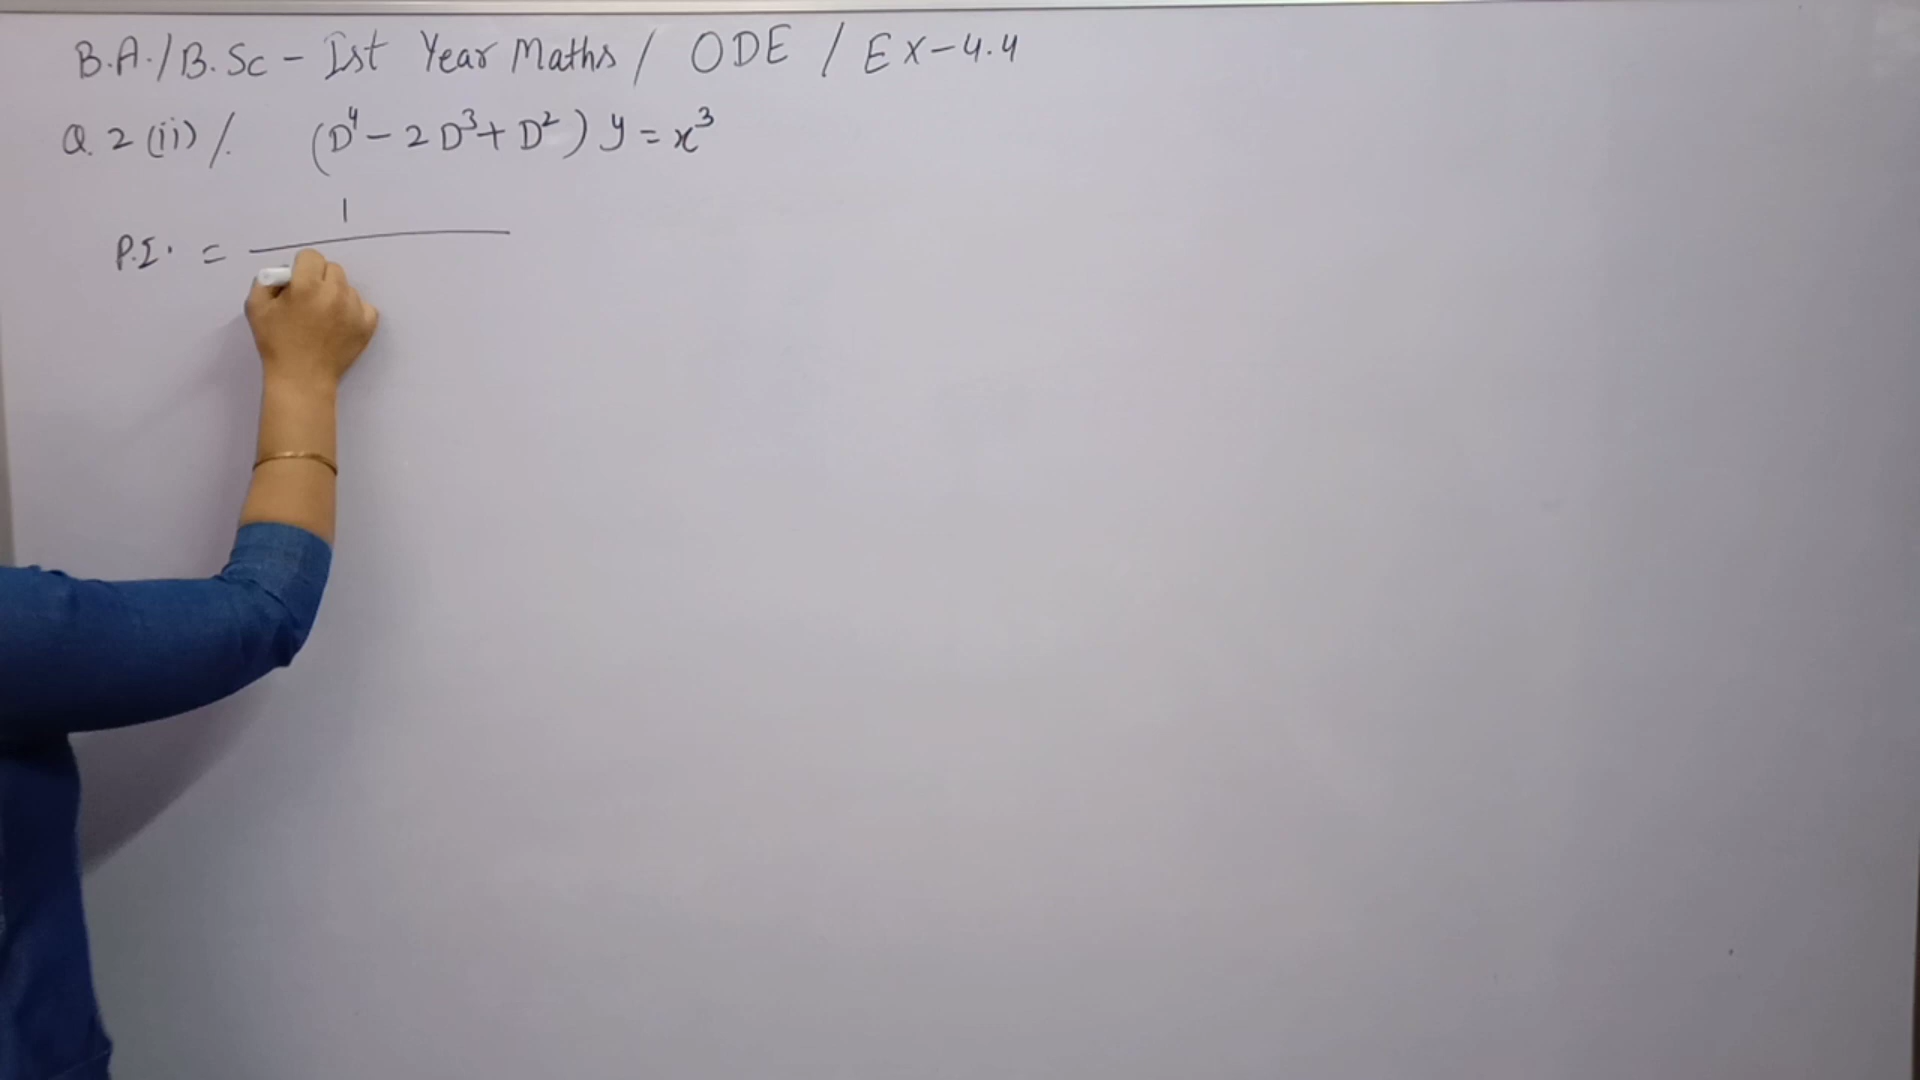 B.A./B.Sc - Ist Year Maths / ODE / Ex-4.4
Q. 2 (ii) /. (D⁴ - 2D³ + D²) y = x³
1
P.I. =